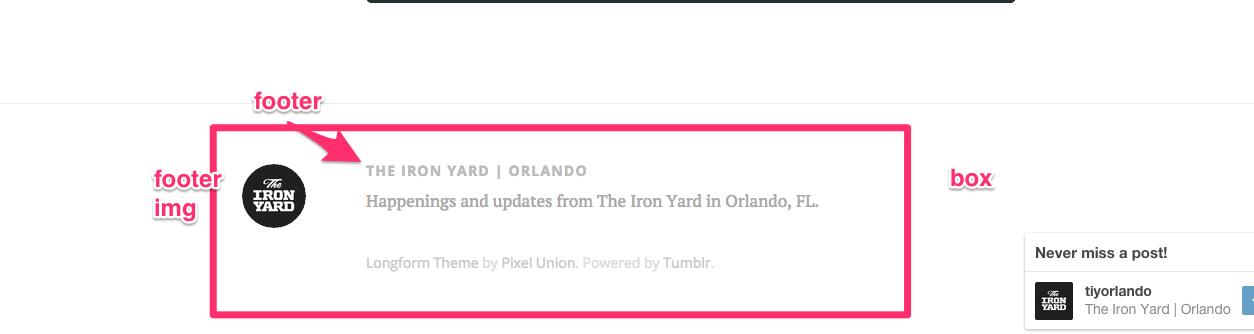 footer
footer
img
The
IRON
YARD
THE IRON YARD | ORLANDO
Happenings and updates from The Iron Yard in Orlando, FL.
Longform Theme by Pixel Union. Powered by Tumblr.
box
Never miss a post!
The
IRON
YARD
tiyorlando
The Iron Yard | Orlando